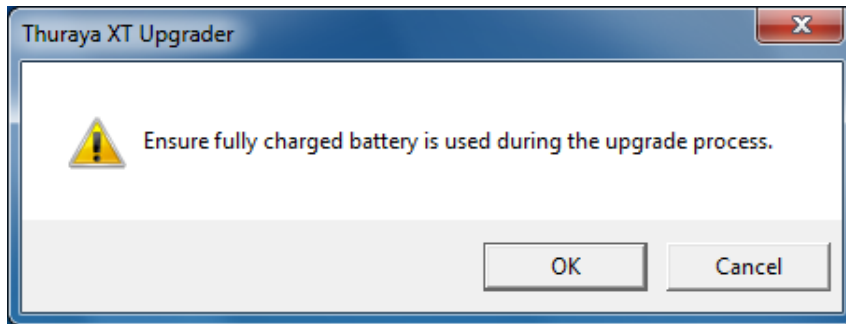 Thuraya XT Upgrader
Ensure fully charged battery is used during the upgrade process.
OK
Cancel